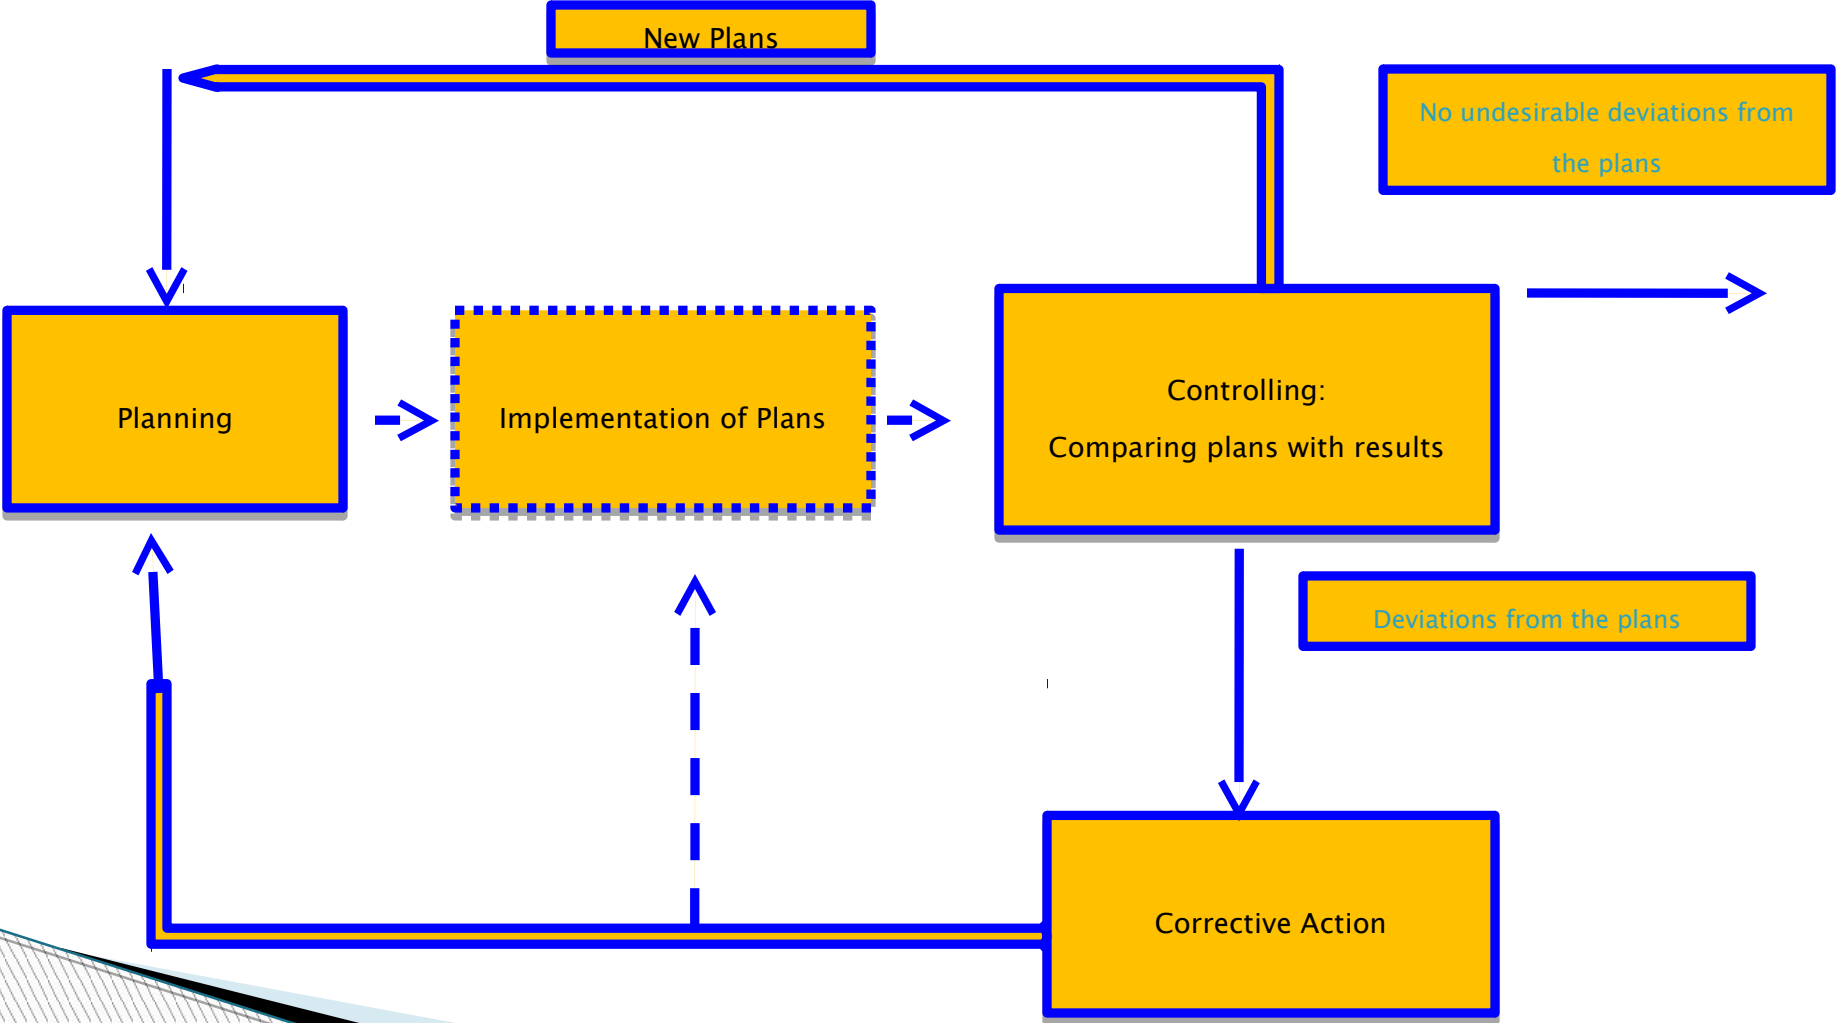 New Plans
No undesirable deviations from
the plans
Planning
Implementation of Plans
Controlling:
Comparing plans with results
Deviations from the plans
Corrective Action